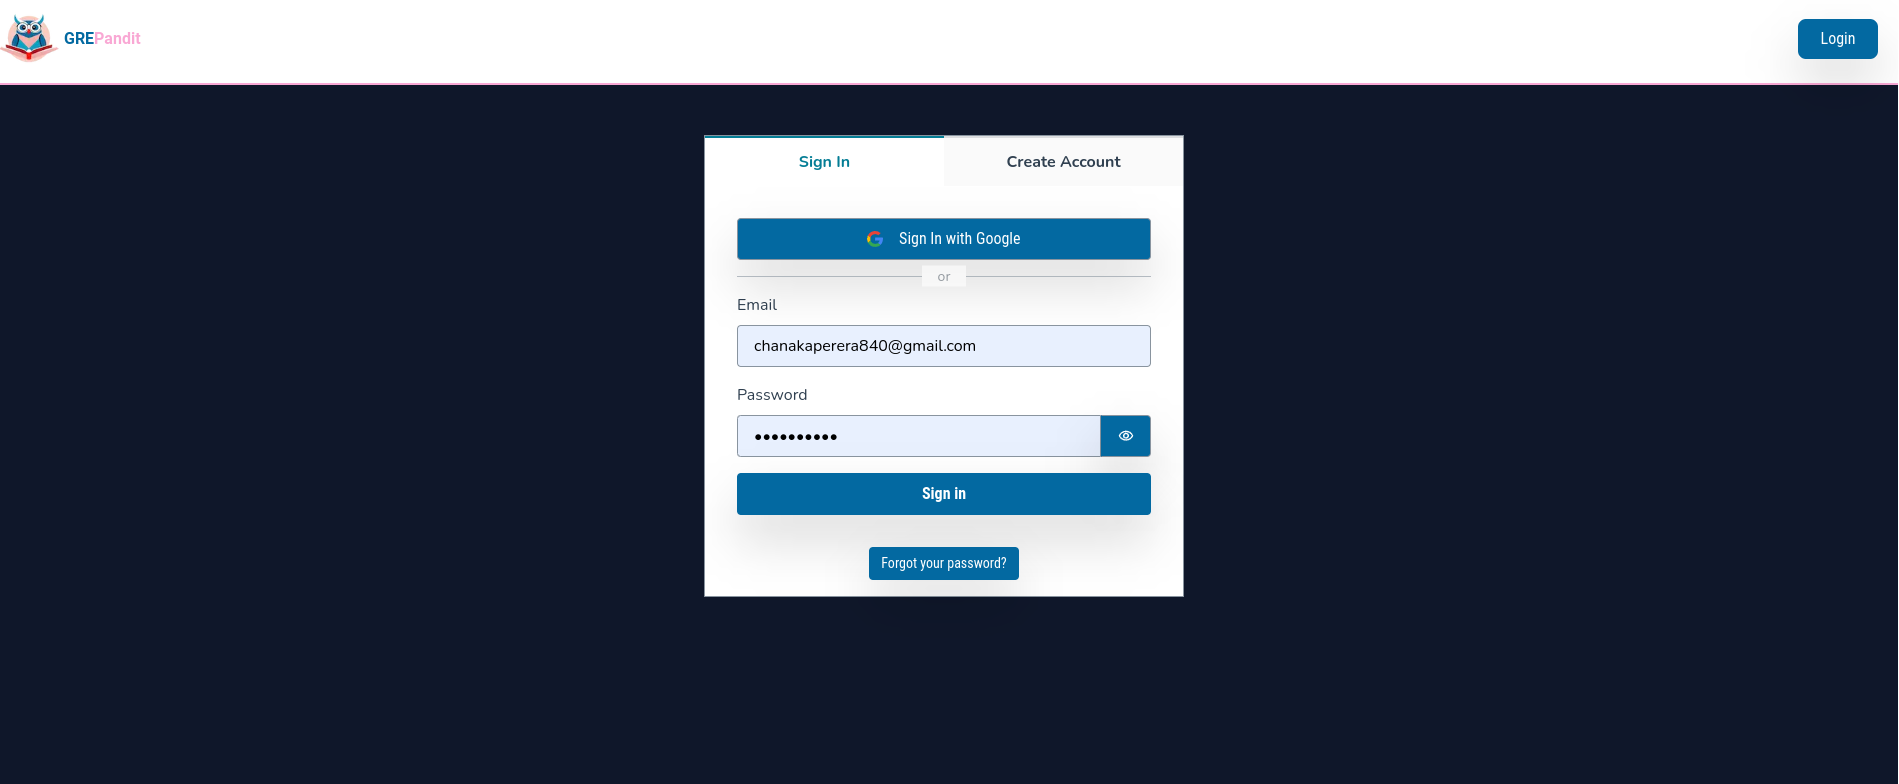 GREPandit
Login
Sign In
Create Account
Sign In with Google
or
Email
chanakaperera840@gmail.com
Password
••••••••••
Sign in
Forgot your password?